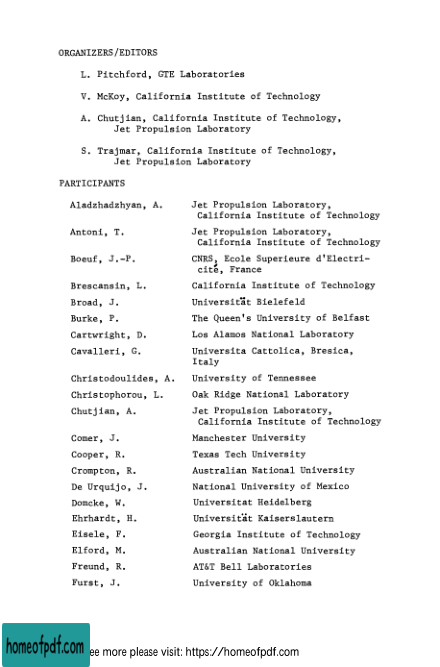 ORGANIZERS/EDITORS
L. Pitchford, GTE Laboratories
V. McKoy, California Institute of Technology
A. Chutjian, California Institute of Technology,
Jet Propulsion Laboratory
S. Trajmar, California Institute of Technology,
Jet Propulsion Laboratory
PARTICIPANTS
Aladzhadzhyan, A. Jet Propulsion Laboratory,
California Institute of Technology
Antoni, T. Jet Propulsion Laboratory,
California Institute of Technology
Boeuf, J.-P. CNRS, Ecole Superieure d'Electri-
cité, France
Brescansin, L. California Institute of Technology
Broad, J. Universität Bielefeld
Burke, P. The Queen's University of Belfast
Cartwright, D. Los Alamos National Laboratory
Cavalleri, G. Universita Cattolica, Bresica,
Italy
Christodoulides, A. University of Tennessee
Christophorou, L. Oak Ridge National Laboratory
Chutjian, A. Jet Propulsion Laboratory,
California Institute of Technology
Comer, J. Manchester University
Cooper, R. Texas Tech University
Crompton, R. Australian National University
De Urquijo, J. National University of Mexico
Domcke, W. Universitat Heidelberg
Ehrhardt, H. Universität Kaiserslautern
Eisele, F. Georgia Institute of Technology
Elford, M. Australian National University
Freund, R. AT&T Bell Laboratories
Furst, J. University of Oklahoma
homeofpdf.com
ee more please visit: https://homeofpdf.com